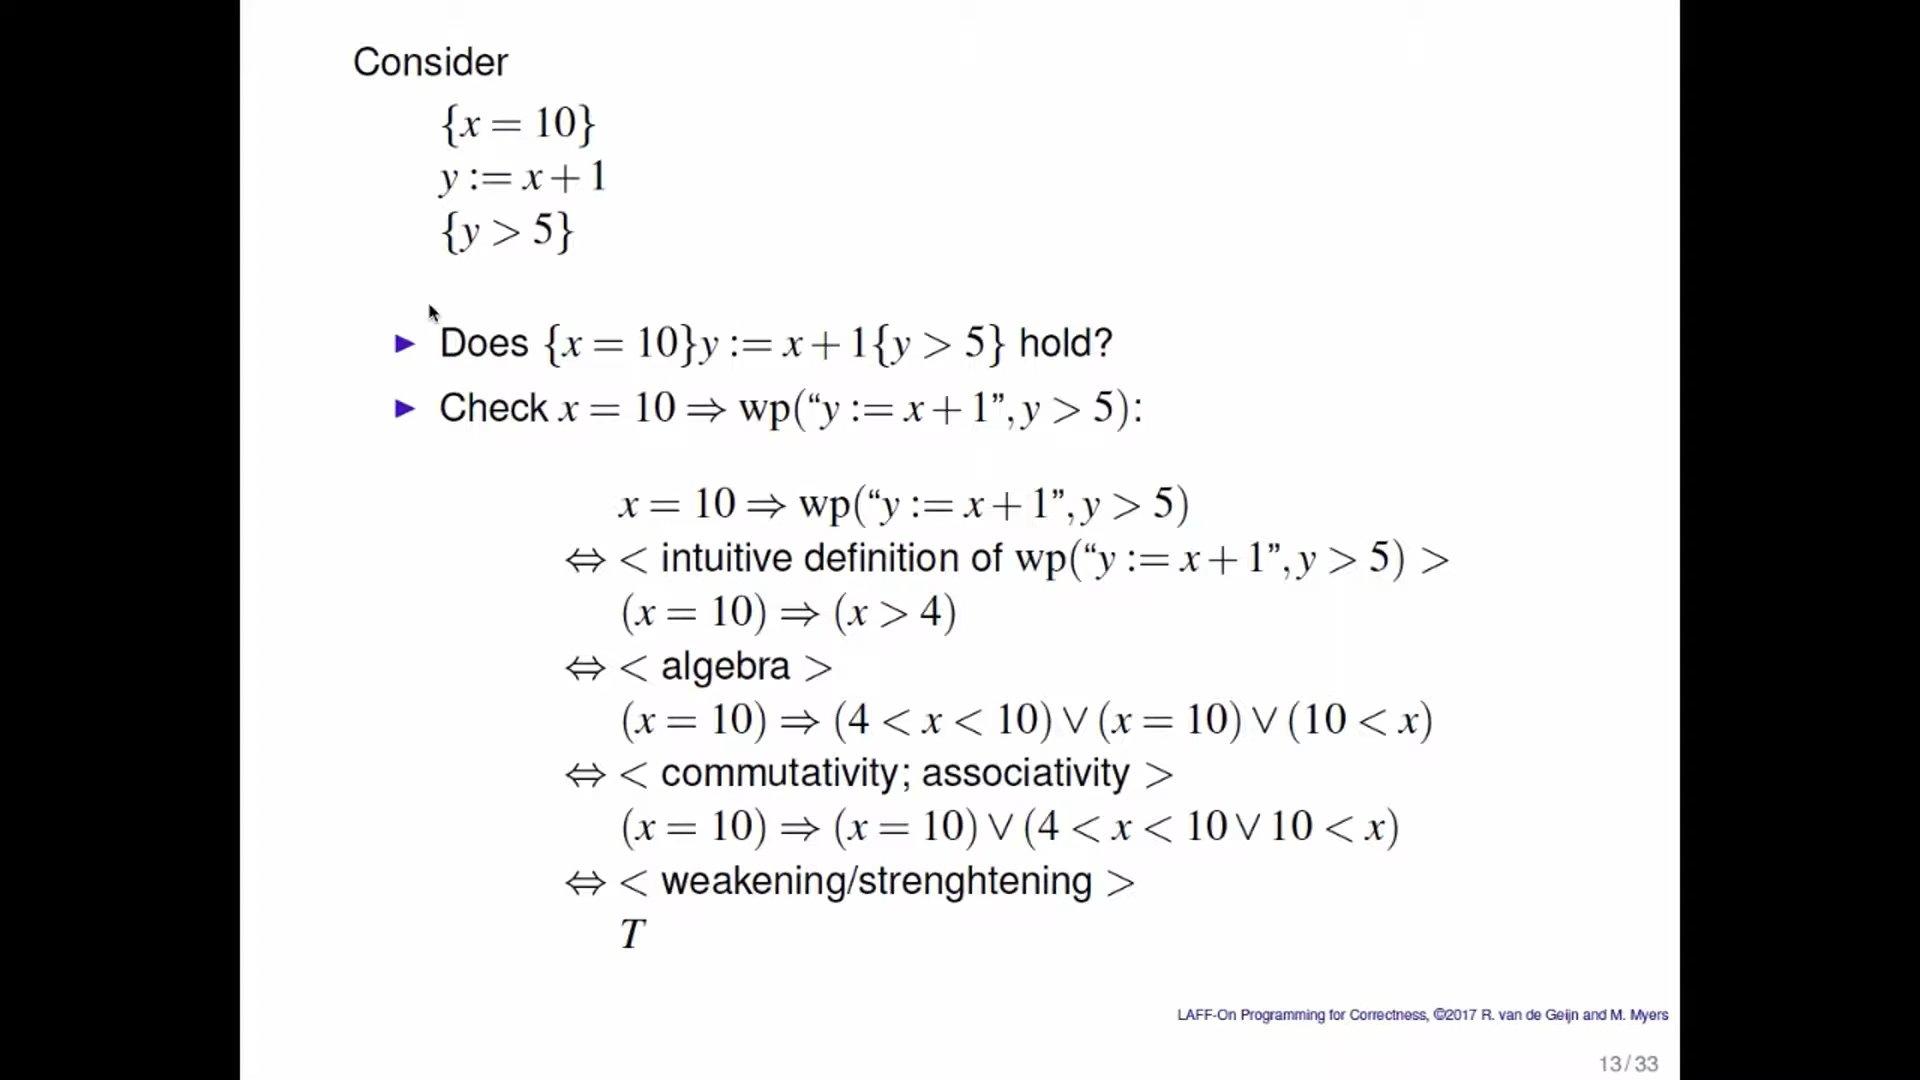 Consider
{x = 10}
y := x + 1
{y > 5}
► Does {x = 10}y := x + 1{y > 5} hold?
► Check x = 10 ⇒ wp(“y := x + 1”, y > 5):
x = 10 ⇒ wp(“y := x + 1”, y > 5)
⇔ < intuitive definition of wp(“y := x + 1”, y > 5) >
(x = 10) ⇒ (x > 4)
⇔ < algebra >
(x = 10) ⇒ (4 < x < 10) ∨ (x = 10) ∨ (10 < x)
⇔ < commutativity; associativity >
(x = 10) ⇒ (x = 10) ∨ (4 < x < 10 ∨ 10 < x)
⇔ < weakening/strenghtening >
T
LAFF-On Programming for Correctness, ©2017 R. van de Geijn and M. Myers
13/33